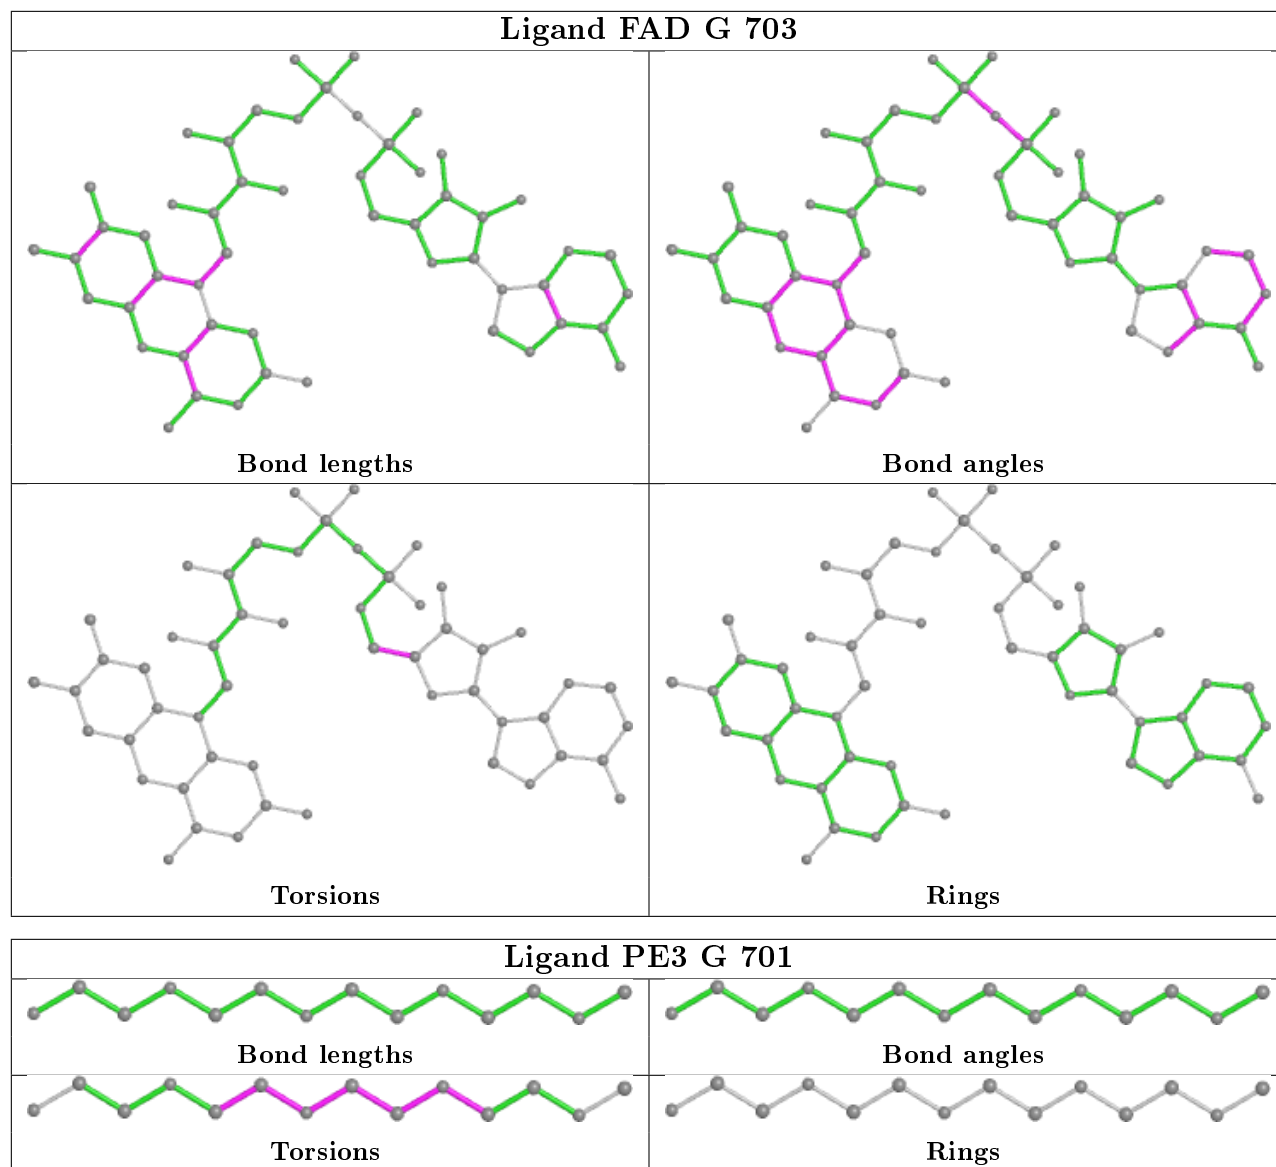 Ligand FAD G 703
Bond lengths
Bond angles
Torsions
Rings
Ligand PE3 G 701
Bond lengths
Bond angles
Torsions
Rings